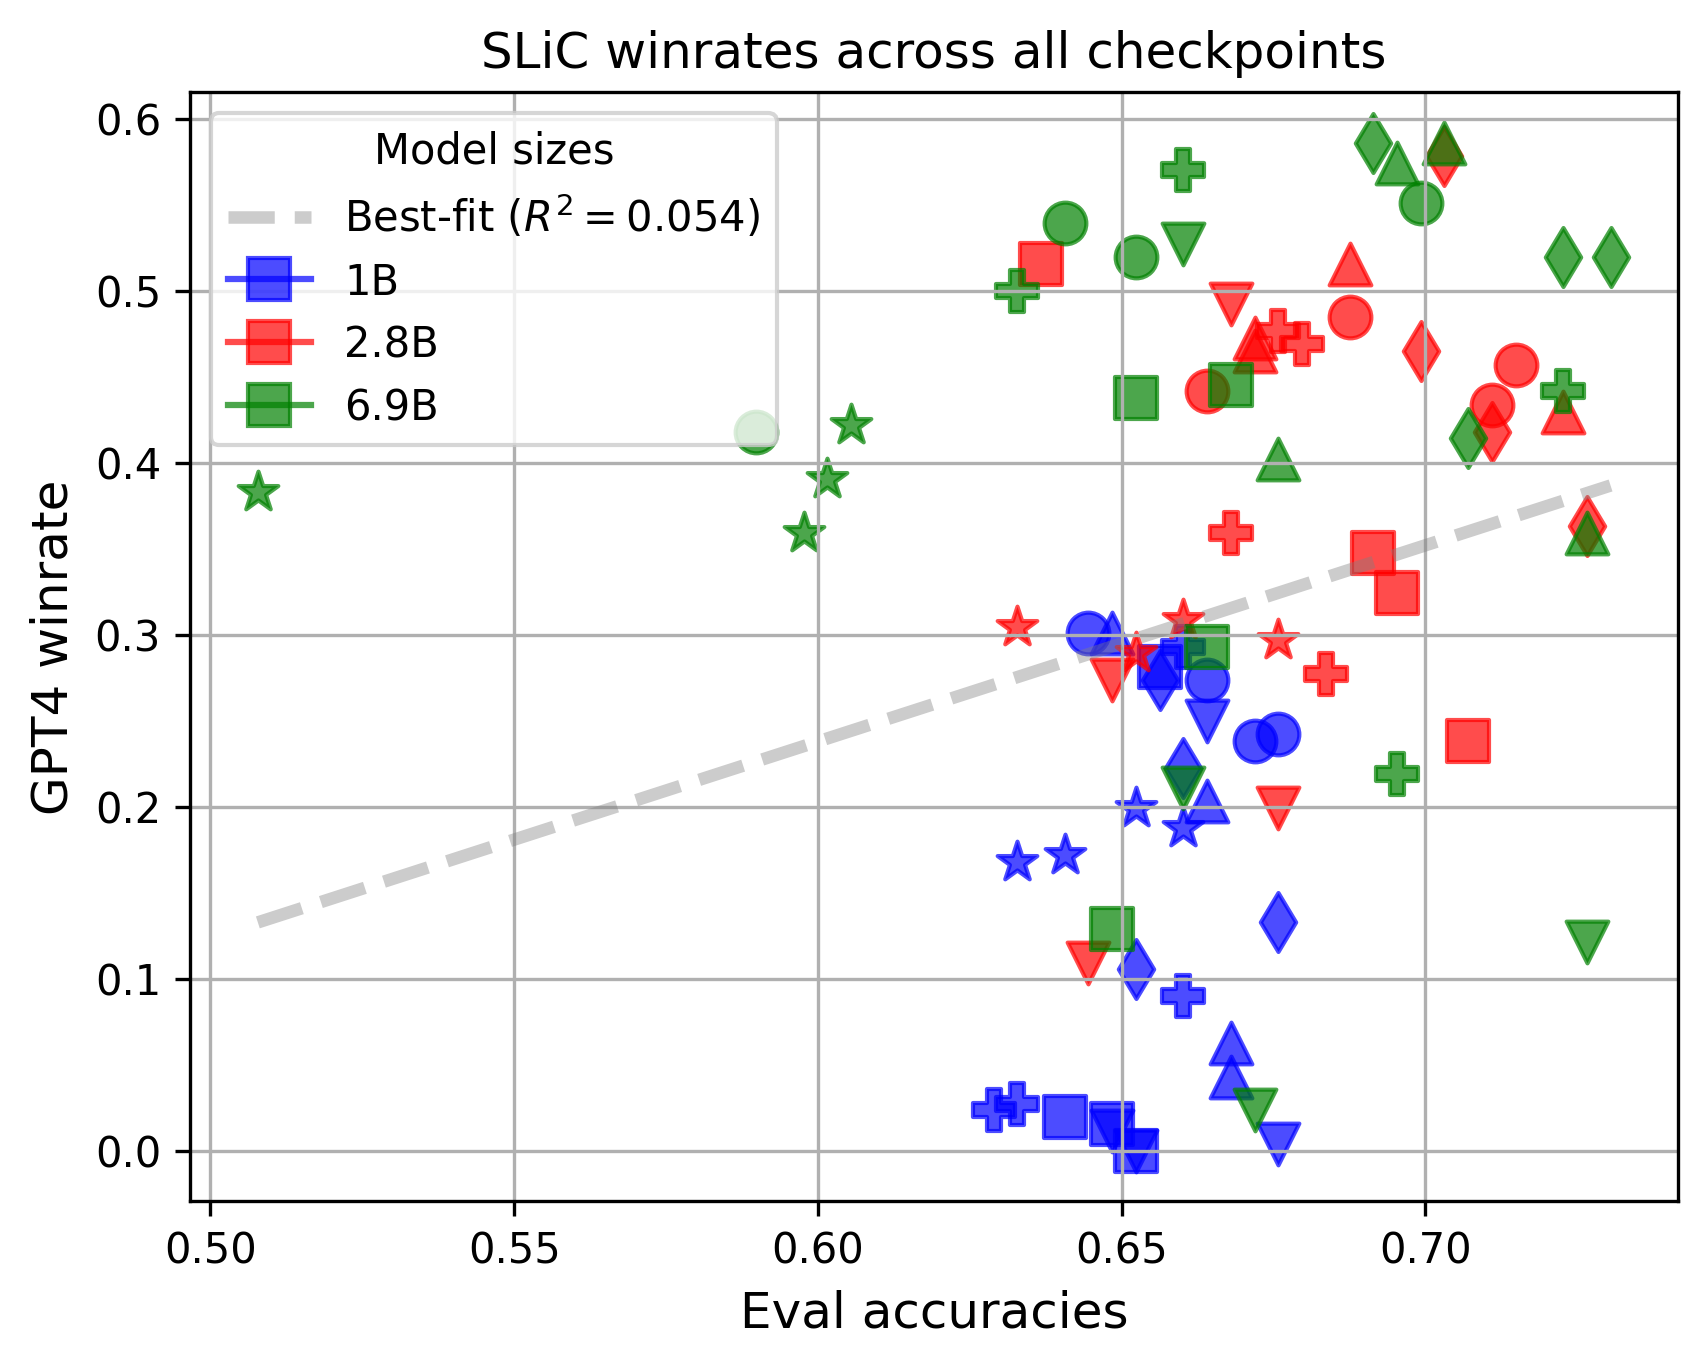 SLiC winrates across all checkpoints
GPT4 winrate
0.6
0.5
0.4
0.3
0.2
0.1
0.0
Model sizes
Best-fit (R² = 0.054)
1B
2.8B
6.9B
0.50 0.55 0.60 0.65 0.70
Eval accuracies